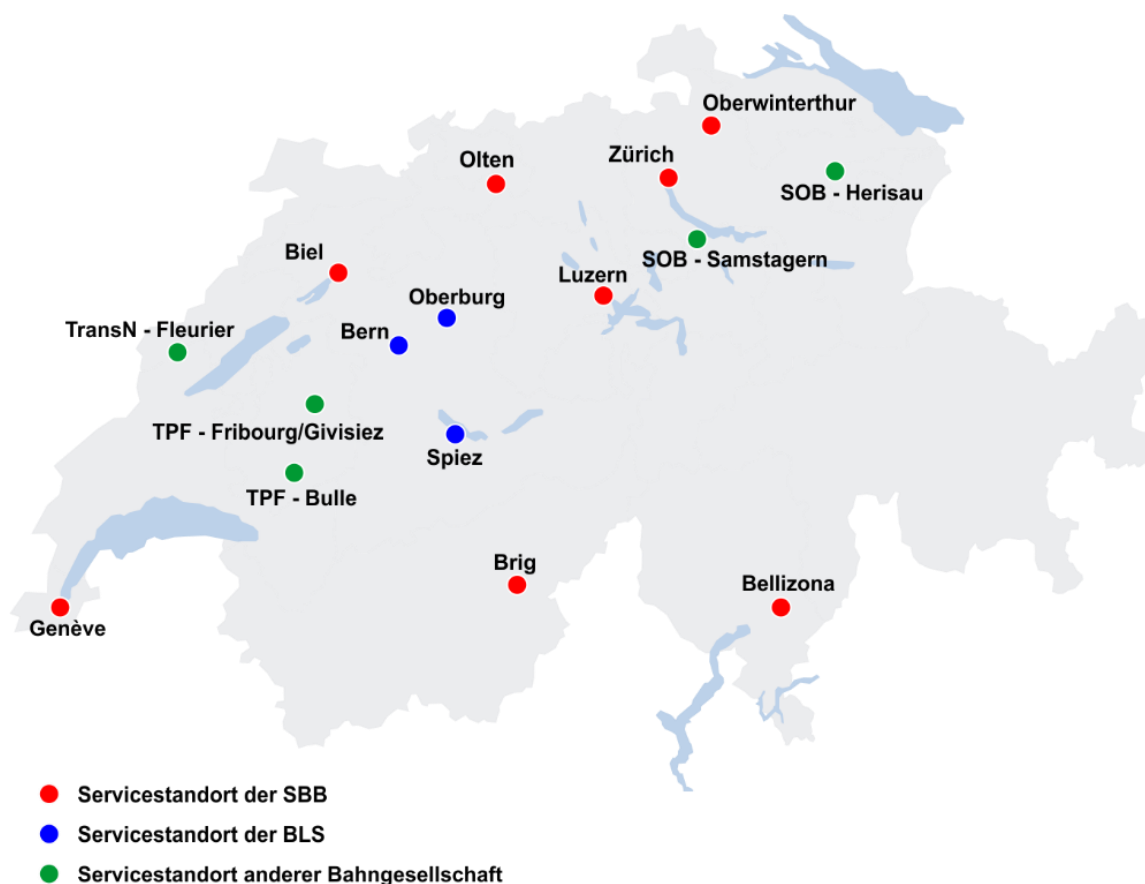 Oberwinterthur
Olten
Zürich
SOB - Herisau
Biel
SOB - Samstagern
Luzern
Oberburg
TransN - Fleurier
Bern
TPF - Fribourg/Givisiez
Spiez
TPF - Bulle
Brig
Bellizona
Genève
Servicestandort der SBB
Servicestandort der BLS
Servicestandort anderer Bahngesellschaft